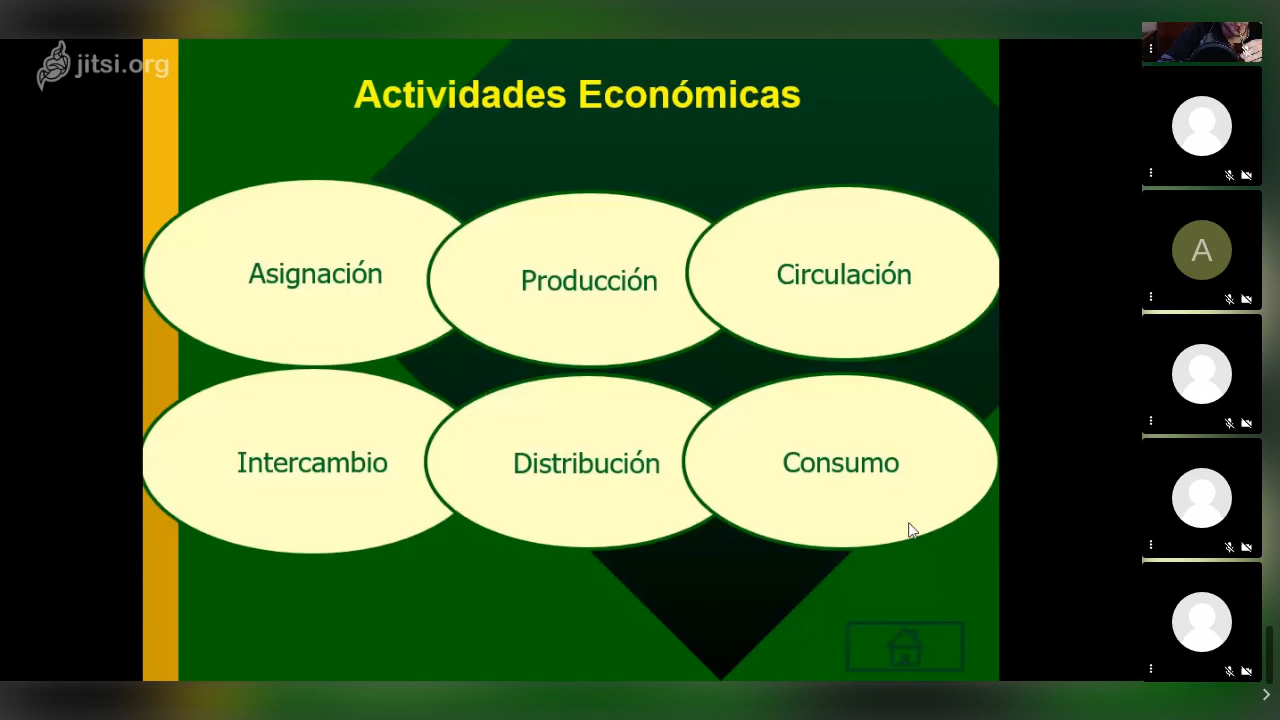 jitsi.org
Actividades Económicas
Asignación
Producción
Circulación
Intercambio
Distribución
Consumo
A